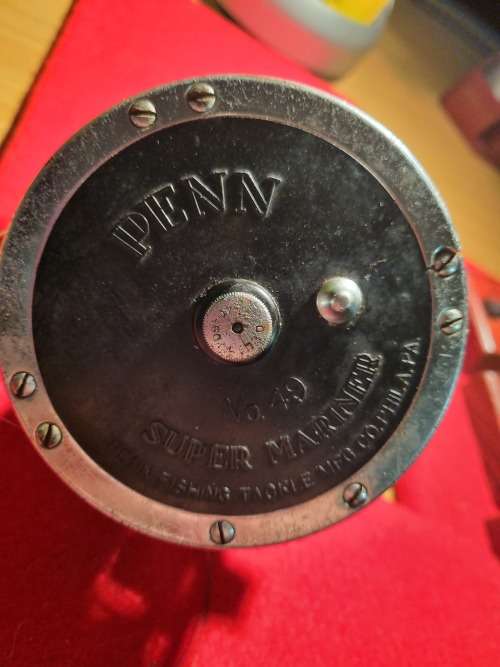 PENN
No. 49
SUPER MARINER
PENN FISHING TACKLE MFG CO. PHILA. PA.